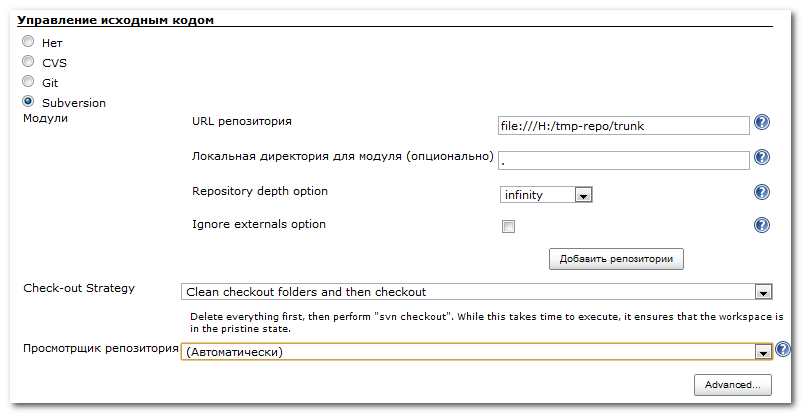 Управление исходным кодом
Нет
CVS
Git
Subversion
Модули
URL репозитория
file:///H:/tmp-repo/trunk
Локальная директория для модуля (опционально)
.
Repository depth option
infinity
Ignore externals option
Добавить репозитории
Check-out Strategy
Clean checkout folders and then checkout
Delete everything first, then perform "svn checkout". While this takes time to execute, it ensures that the workspace is
in the pristine state.
Просмотрщик репозитория
(Автоматически)
Advanced...